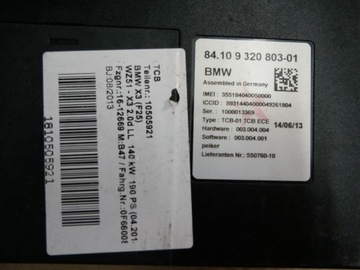 TCB
Teilenr.: 10505921
BMW X3 (F25)
WZ51 - X3 2.0d LL 140 kW 190 PS (04.201
Fzgnr.:16-12669 M:B47 / Fahrg.Nr.:0F66005
BJ:08/2013
1810505921
84.10 9 320 803-01
BMW
Assembled in Germany
IMEI : 355184040050000
ICCID : 89314404000049261804
Ser : 1000013369
Type : TCB-01 TCB ECE 14/06/13
Hardware : 003.004.004
Software : 003.004.001
peiker
Lieferanten Nr.: 550760-10